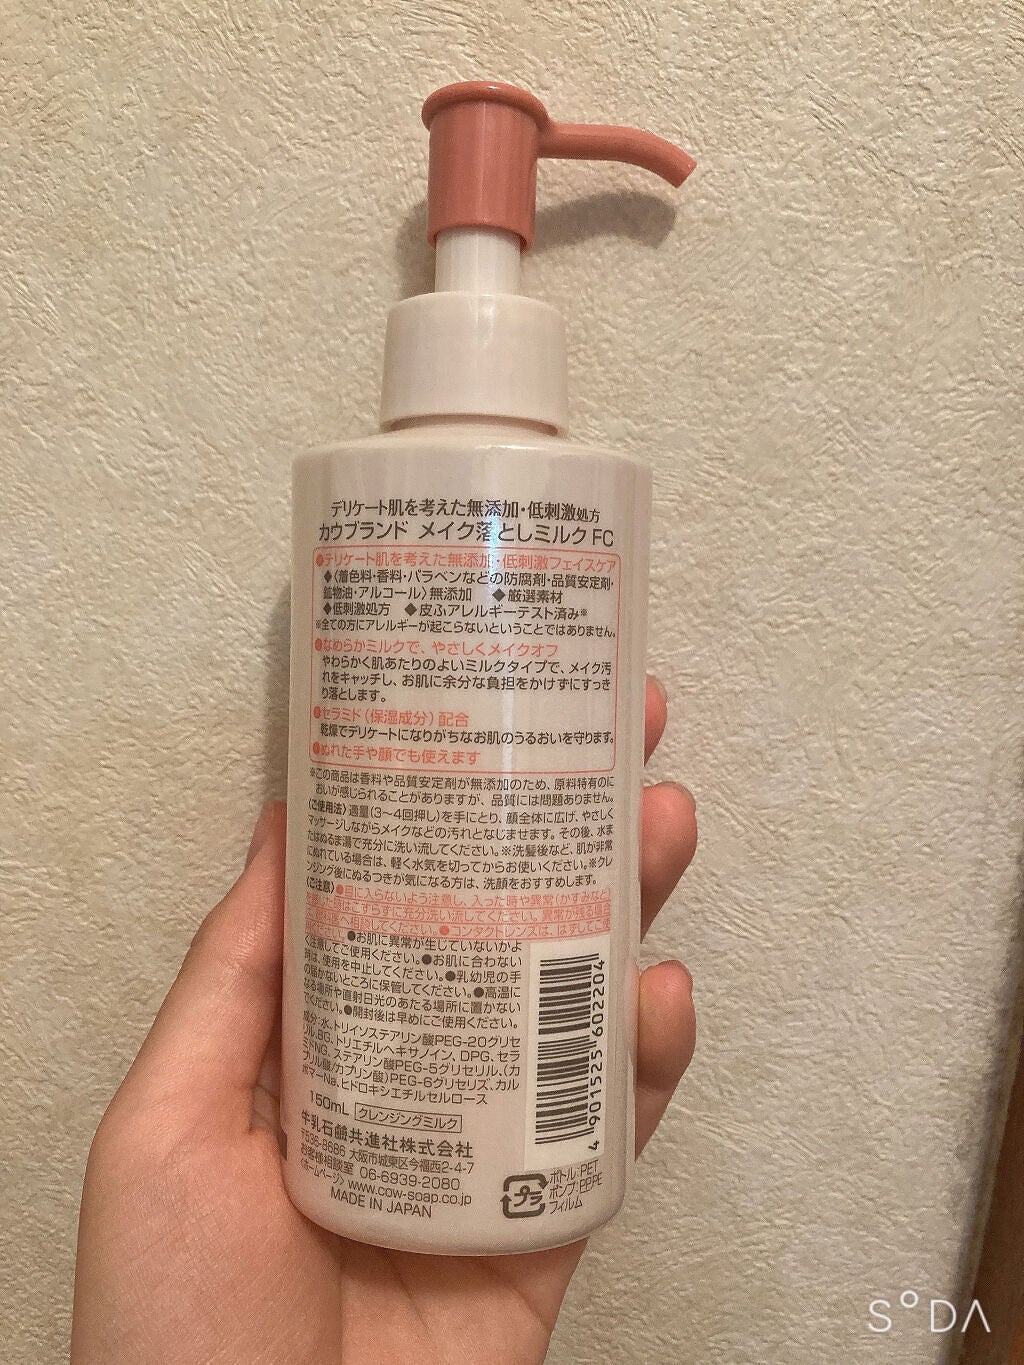 デリケート肌を考えた無添加・低刺激処方
カウブランド メイク落としミルクFC
●デリケート肌を考えた無添加・低刺激フェイスケア
◆〈着色料・香料・パラベンなどの防腐剤・品質安定剤・
鉱物油・アルコール〉無添加 ◆厳選素材
◆低刺激処方 ◆皮ふアレルギーテスト済み※
※全ての方にアレルギーが起こらないということではありません。
●なめらかミルクで、やさしくメイクオフ
やわらかく肌あたりのよいミルクタイプで、メイク汚
れをキャッチし、お肌に余分な負担をかけずにすっき
り落とします。
●セラミド（保湿成分）配合
乾燥でデリケートになりがちなお肌のうるおいを守ります。
●ぬれた手や顔でも使えます
※この商品は香料や品質安定剤が無添加のため、原料特有のに
おいが感じられることがありますが、品質には問題ありません。
〈ご使用法〉適量(3〜4回押し)を手にとり、顔全体に広げ、やさしく
マッサージしながらメイクなどの汚れとなじませます。その後、水ま
たはぬるま湯で充分に洗い流してください。※洗髪後など、肌が非常
にぬれている場合は、軽く水気を切ってからお使いください。※クレ
ンジング後にぬるつきが気になる方は、洗顔をおすすめします。
〈ご注意〉●目に入らないよう注意し、入った時や異常(かすみなど)
を感じた時はこすらずに充分洗い流してください。異常が残る場合
は眼科医へ相談してください。●コンタクトレンズは、はずしてご使
用ください。●お肌に異常が生じていないかよ
く注意してご使用ください。●お肌に合わない
時は、使用を中止してください。●乳幼児の手
の届かないところに保管してください。●高温に
なる場所や直射日光のあたる場所に置かない
でください。●開封後は早めにご使用ください。
成分:水、トリイソステアリン酸PEG-20グリセ
リル、BG、トリエチルヘキサノイン、DPG、セラ
ミドNG、ステアリン酸PEG-5グリセリル、(カ
プリル酸/カプリン酸)PEG-6グリセリズ、カル
ボマーNa、ヒドロキシエチルセルロース
150mL クレンジングミルク
牛乳石鹸共進社株式会社
〒536-8686 大阪市城東区今福西2-4-7
お客様相談室 06-6939-2080
〈ホームページ〉www.cow-soap.co.jp
MADE IN JAPAN
4 901525 602204
プラ
ボトル:PET
ポンプ:PP,PE
フィルム
SODA